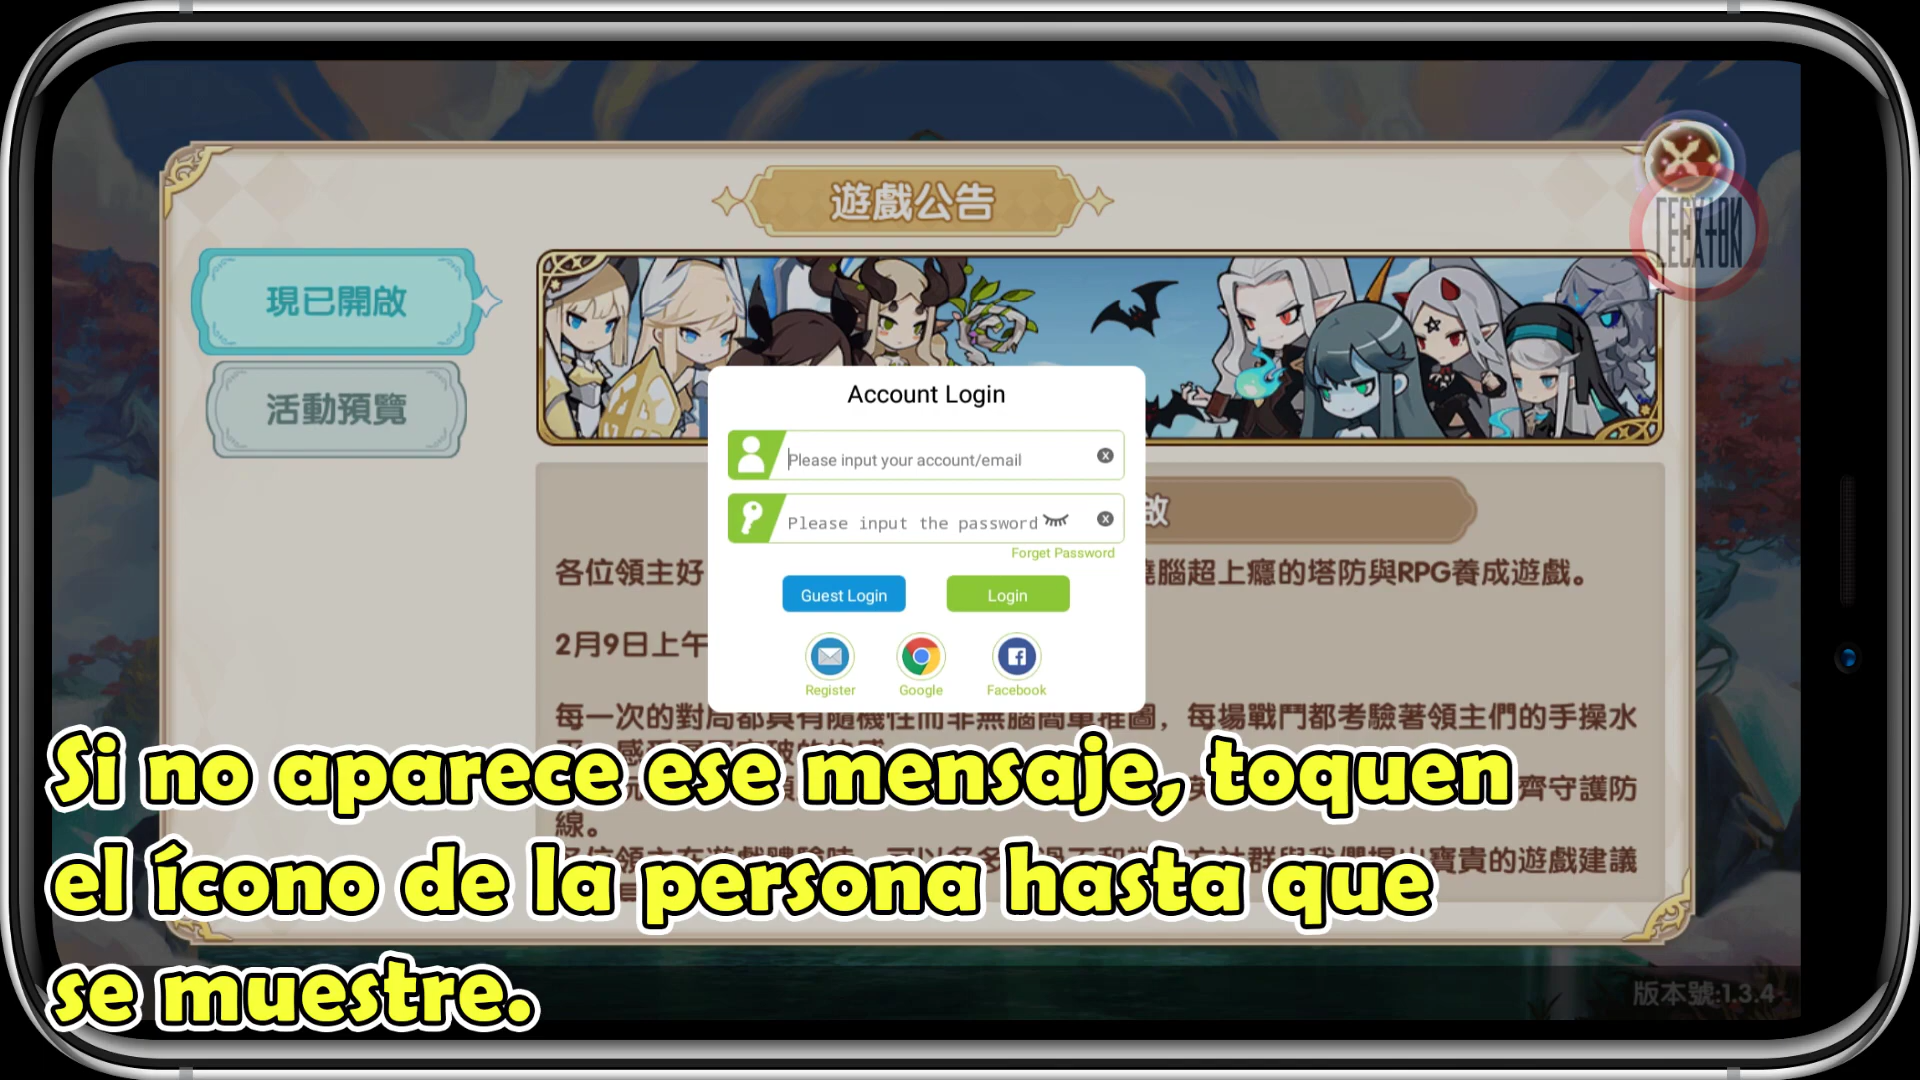 遊戲公告
現已開啟
活動預覽
Account Login
Please input your account/email
Please input the password
Forget Password
Guest Login
Login
Register
Google
Facebook
啟
各位領主好
腦超上癮的塔防與RPG養成遊戲。
2月9日上午
每一次的對局都具有隨機性而非無腦簡單推圖，每場戰鬥都考驗著領主們的手操水
齊守護防
線。
寶貴的遊戲建議
Si no aparece ese mensaje, toquen
el ícono de la persona hasta que
se muestre.
版本號:1.3.4
LEEXTON